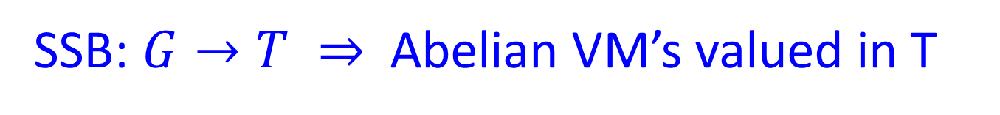 SSB: G → T ⇒ Abelian VM’s valued in T